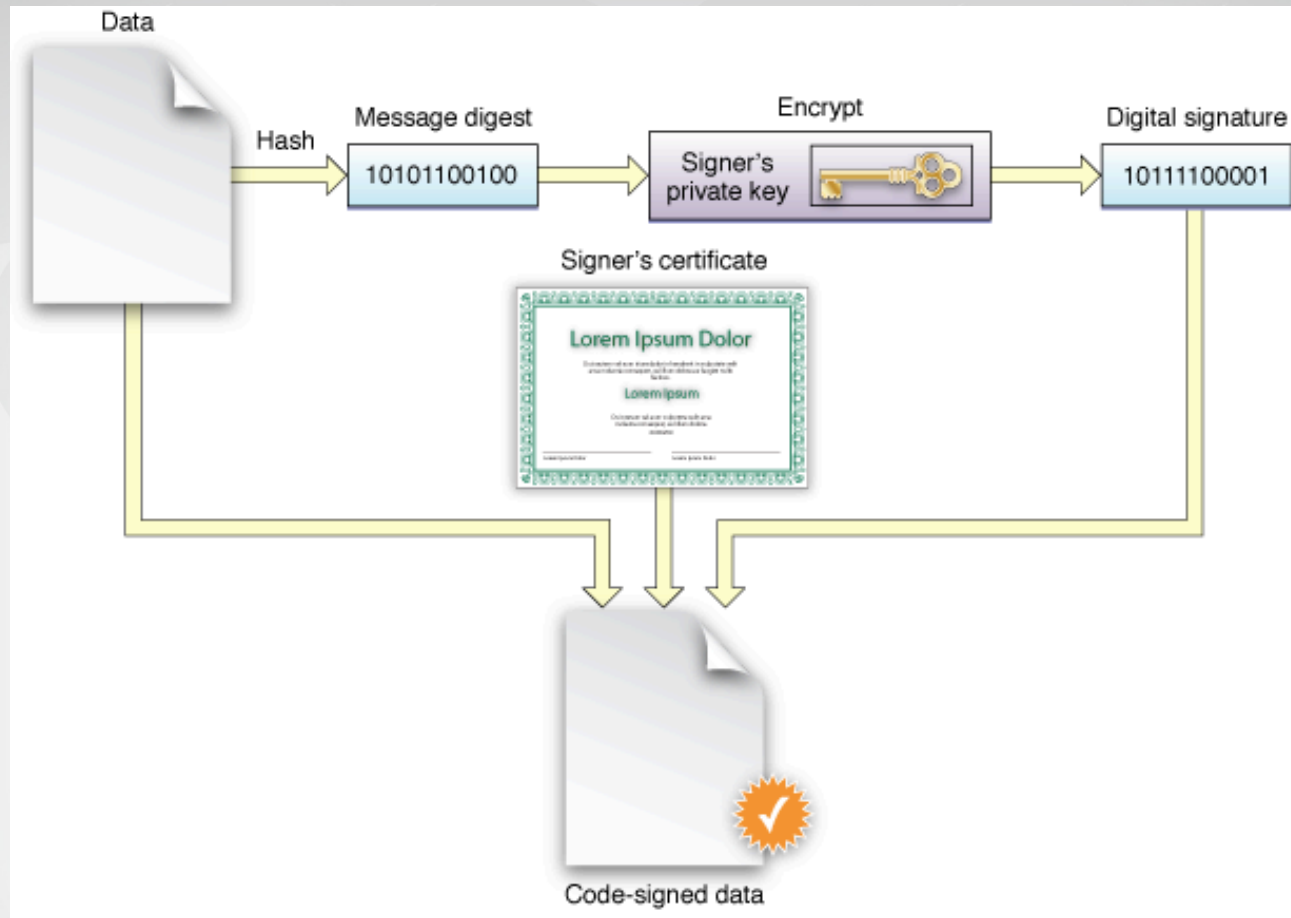 Data
Hash
Message digest
10101100100
Encrypt
Signer's
private key
Digital signature
10111100001
Signer's certificate
Lorem Ipsum Dolor
Lorem Ipsum
Code-signed data